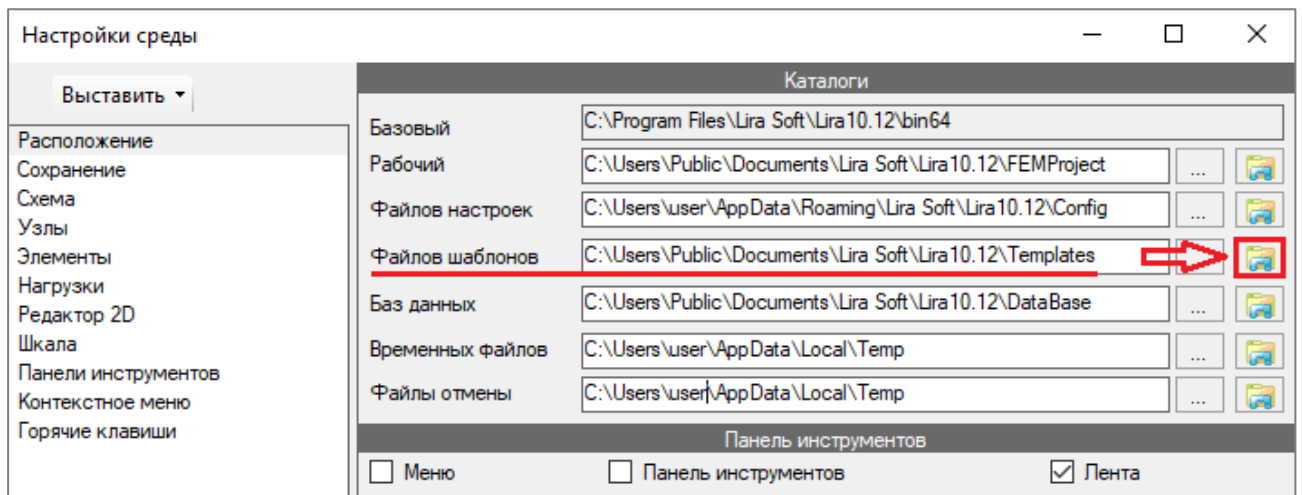 Настройки среды
Выставить
Расположение
Сохранение
Схема
Узлы
Элементы
Нагрузки
Редактор 2D
Шкала
Панели инструментов
Контекстное меню
Горячие клавиши
Каталоги
Базовый C:\Program Files\Lira Soft\Lira10.12\bin64
Рабочий C:\Users\Public\Documents\Lira Soft\Lira10.12\FEMProject ...
Файлов настроек C:\Users\user\AppData\Roaming\Lira Soft\Lira10.12\Config ...
Файлов шаблонов C:\Users\Public\Documents\Lira Soft\Lira10.12\Templates
Баз данных C:\Users\Public\Documents\Lira Soft\Lira10.12\DataBase ...
Временных файлов C:\Users\user\AppData\Local\Temp ...
Файлы отмены C:\Users\user\AppData\Local\Temp ...
Панель инструментов
Меню Панель инструментов Лента